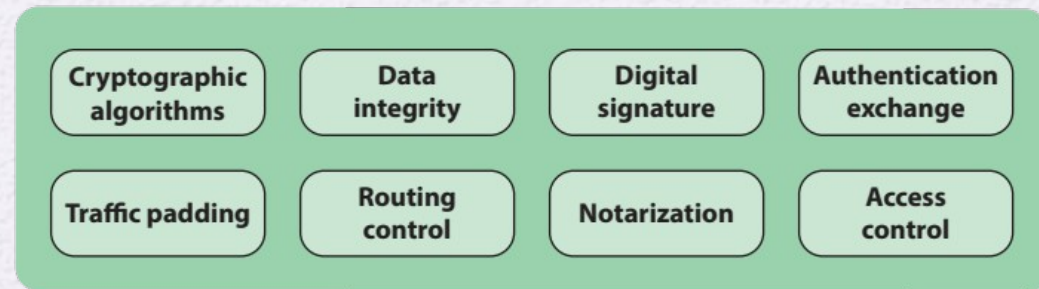 Cryptographic
algorithms
Data
integrity
Digital
signature
Authentication
exchange
Traffic padding
Routing
control
Notarization
Access
control